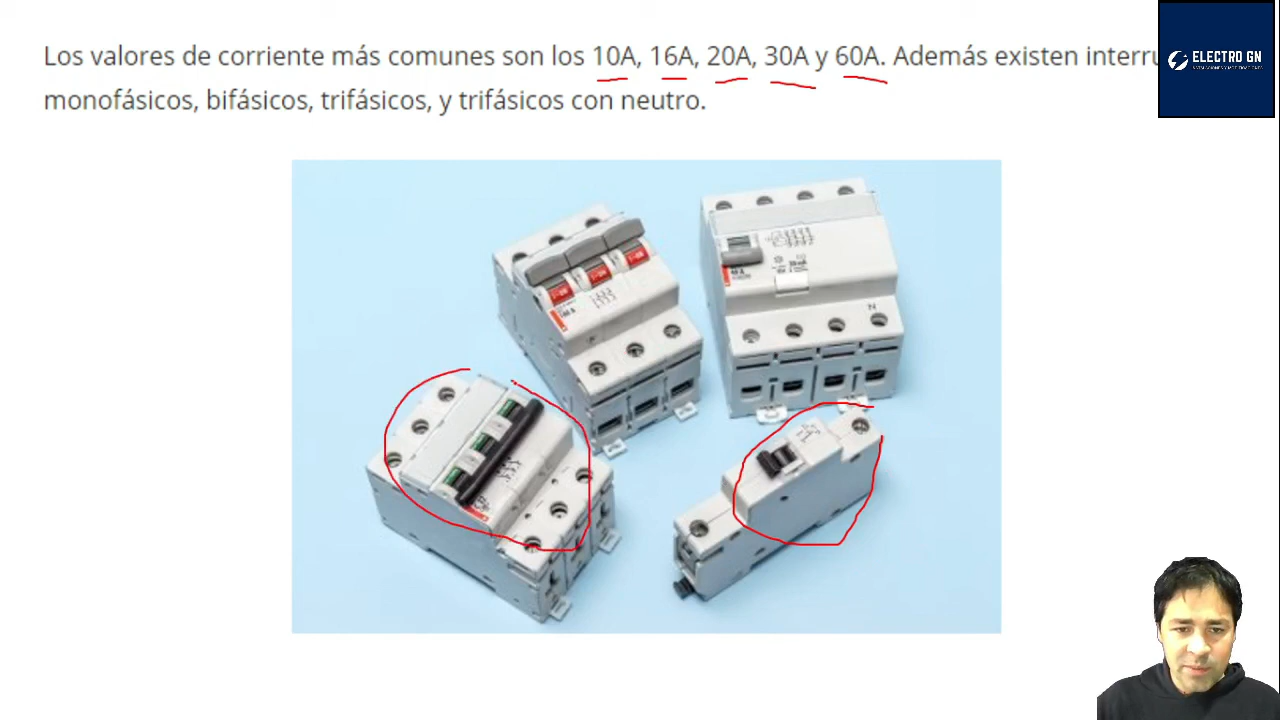 Los valores de corriente más comunes son los 10A, 16A, 20A, 30A y 60A. Además existen interru
monofásicos, bifásicos, trifásicos, y trifásicos con neutro.
ELECTRO GN
N